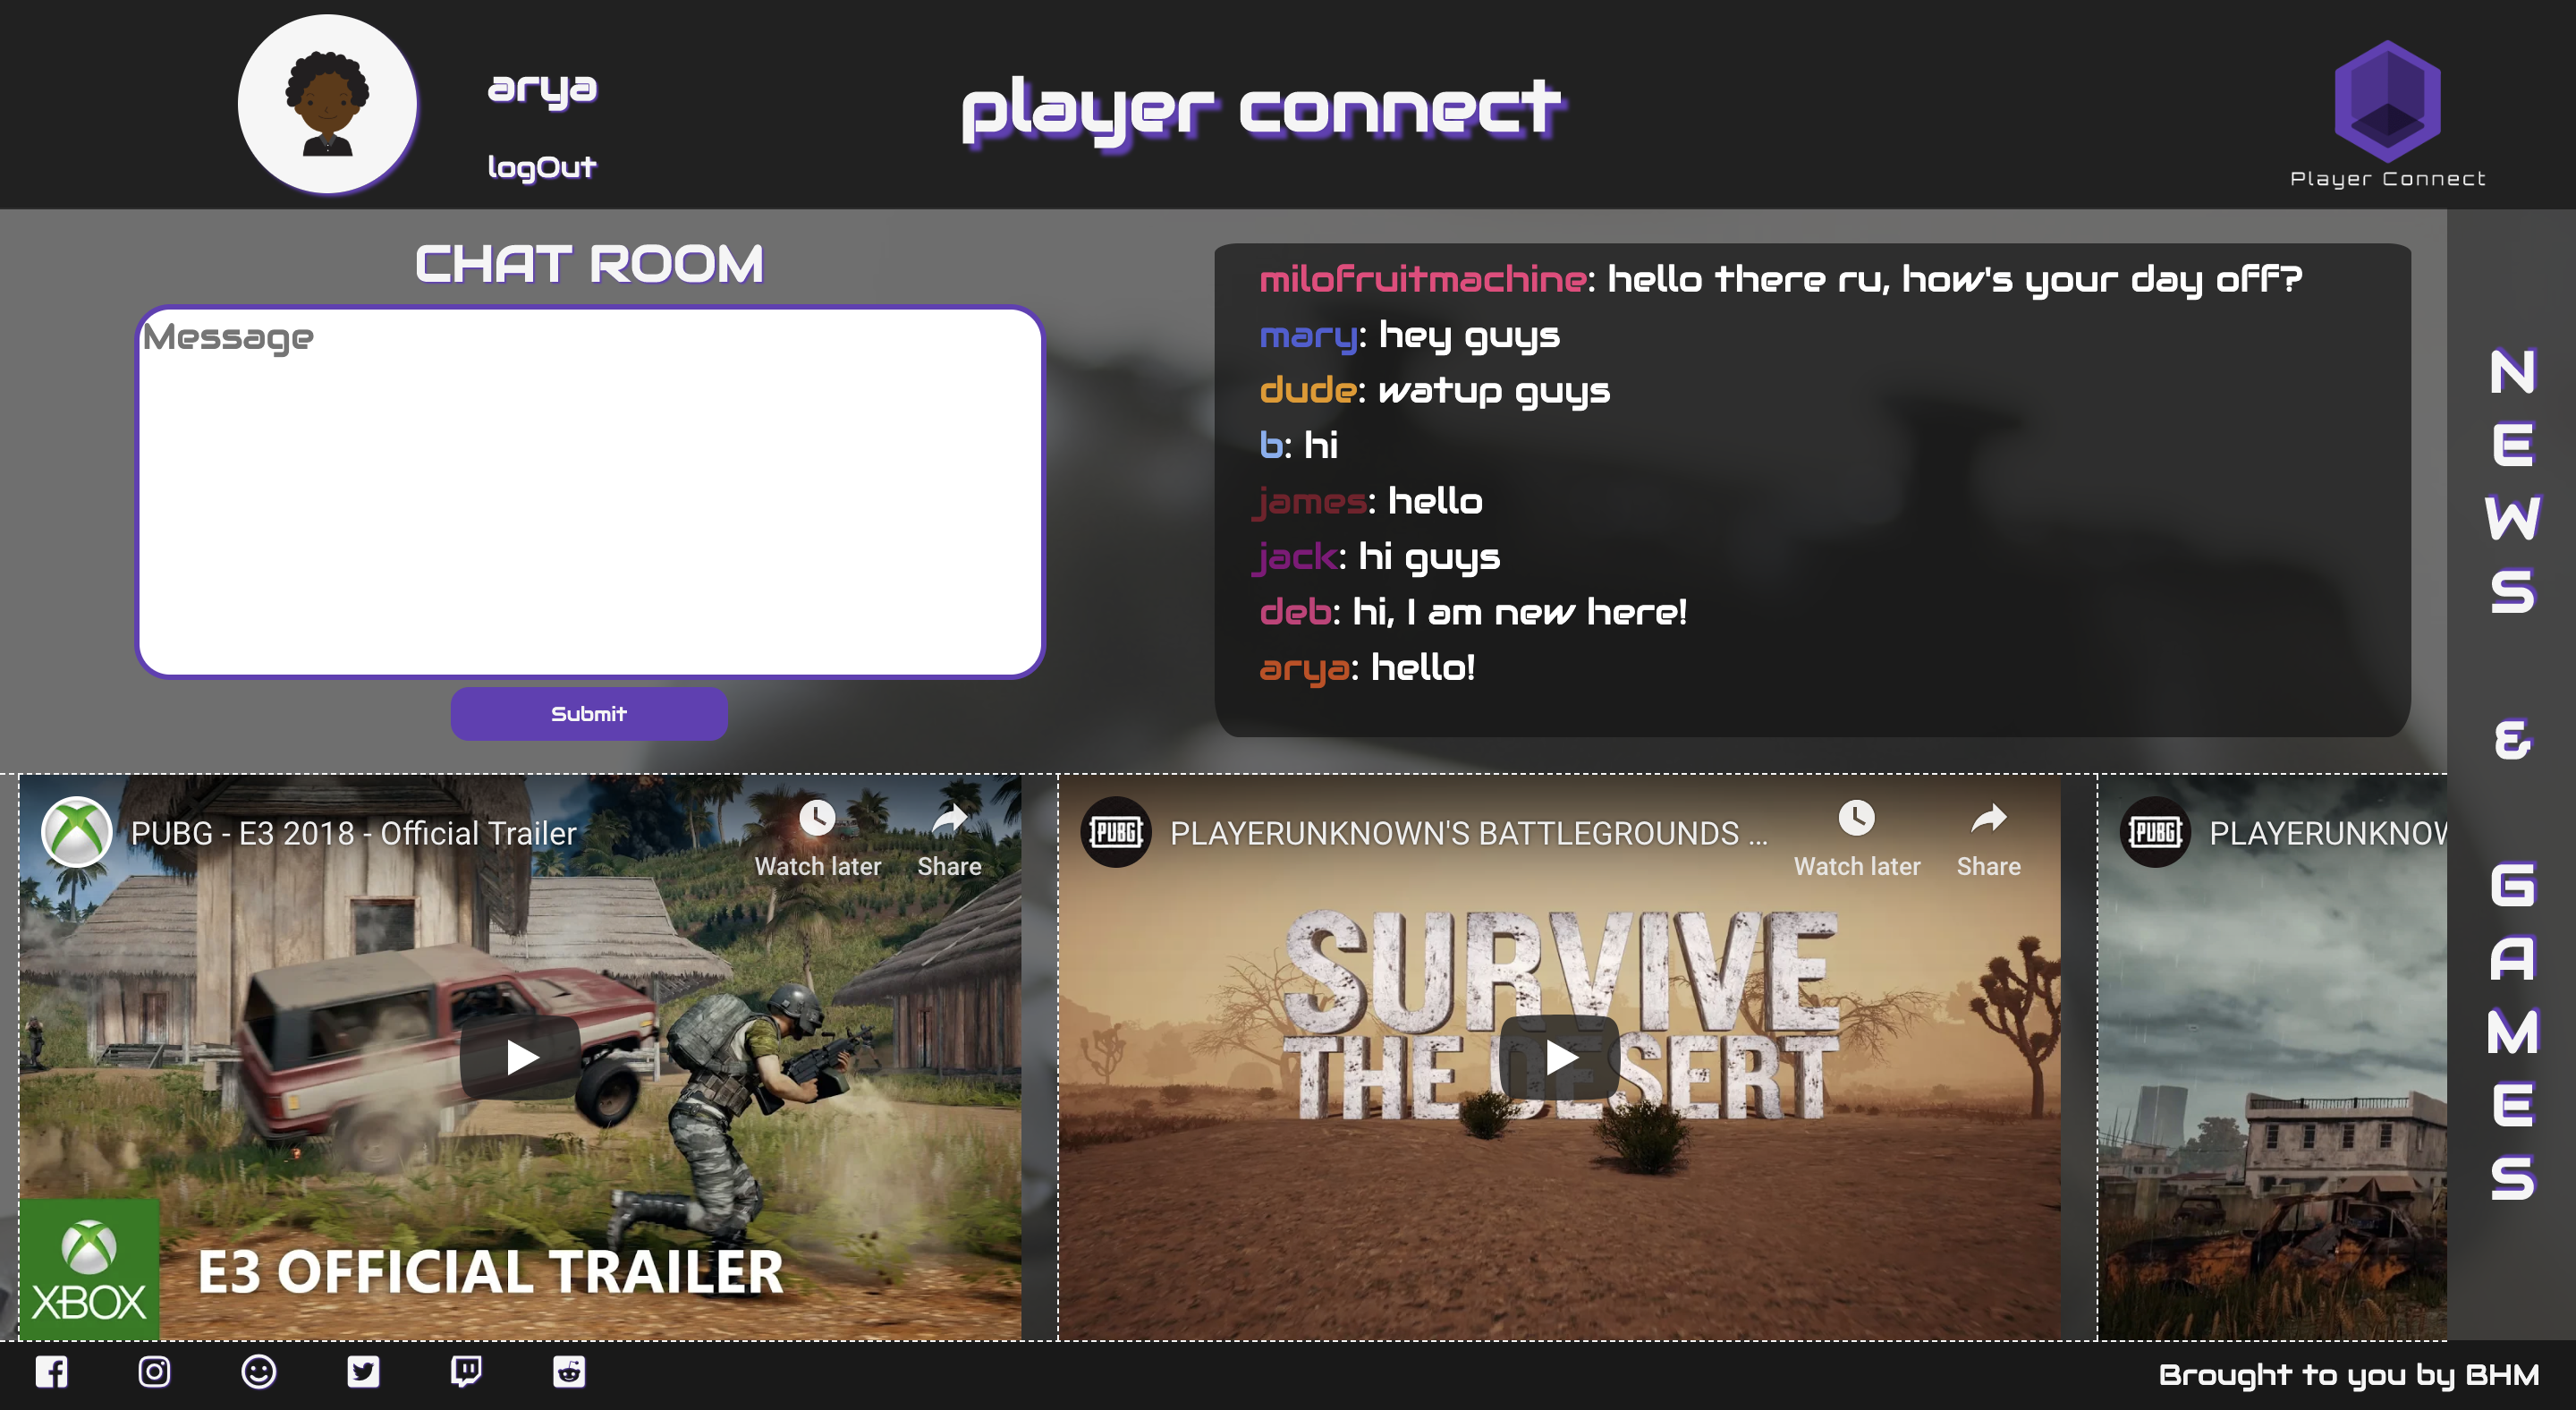 arya
logOut
player connect
Player Connect
CHAT ROOM
Message
Submit
milofruitmachine: hello there ru, how's your day off?
mary: hey guys
dude: watup guys
b: hi
james: hello
jack: hi guys
deb: hi, I am new here!
arya: hello!
NEWS & GAMES
PUBG - E3 2018 - Official Trailer
Watch later
Share
XBOX
E3 OFFICIAL TRAILER
PUBG
PLAYERUNKNOWN'S BATTLEGROUNDS ...
Watch later
Share
SURVIVE
THE DESERT
PUBG
PLAYERUNKNOW
Brought to you by BHM